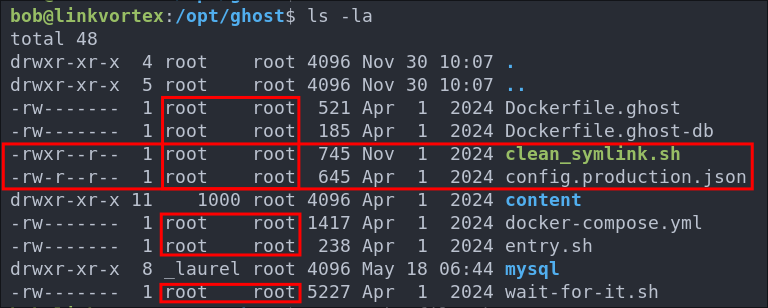 bob@linkvortex:/opt/ghost$ ls -la
total 48
drwxr-xr-x  4 root    root 4096 Nov 30 10:07 .
drwxr-xr-x  5 root    root 4096 Nov 30 10:07 ..
-rw-------  1 root    root  521 Apr  1  2024 Dockerfile.ghost
-rw-------  1 root    root  185 Apr  1  2024 Dockerfile.ghost-db
-rwxr--r--  1 root    root  745 Nov  1  2024 clean_symlink.sh
-rw-r--r--  1 root    root  645 Apr  1  2024 config.production.json
drwxr-xr-x 11    1000 root 4096 Apr  1  2024 content
-rw-------  1 root    root 1417 Apr  1  2024 docker-compose.yml
-rw-------  1 root    root  238 Apr  1  2024 entry.sh
drwxr-xr-x  8 _laurel root 4096 May 18 06:44 mysql
-rw-------  1 root    root 5227 Apr  1  2024 wait-for-it.sh